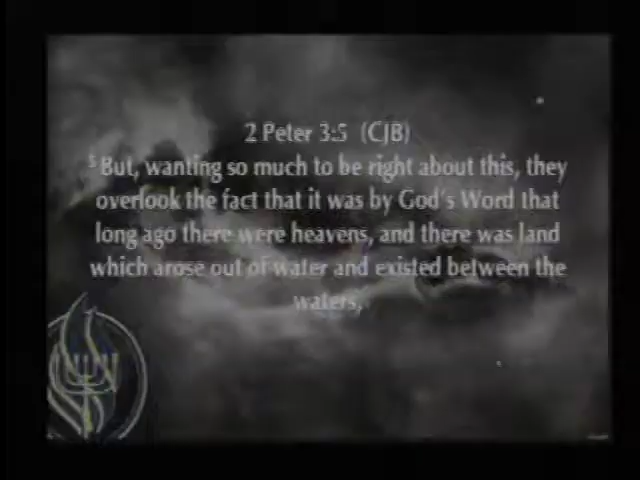 2 Peter 3:5 (CJB)
5 But, wanting so much to be right about this, they
overlook the fact that it was by God's Word that
long ago there were heavens, and there was land
which arose out of water and existed between the
waters,